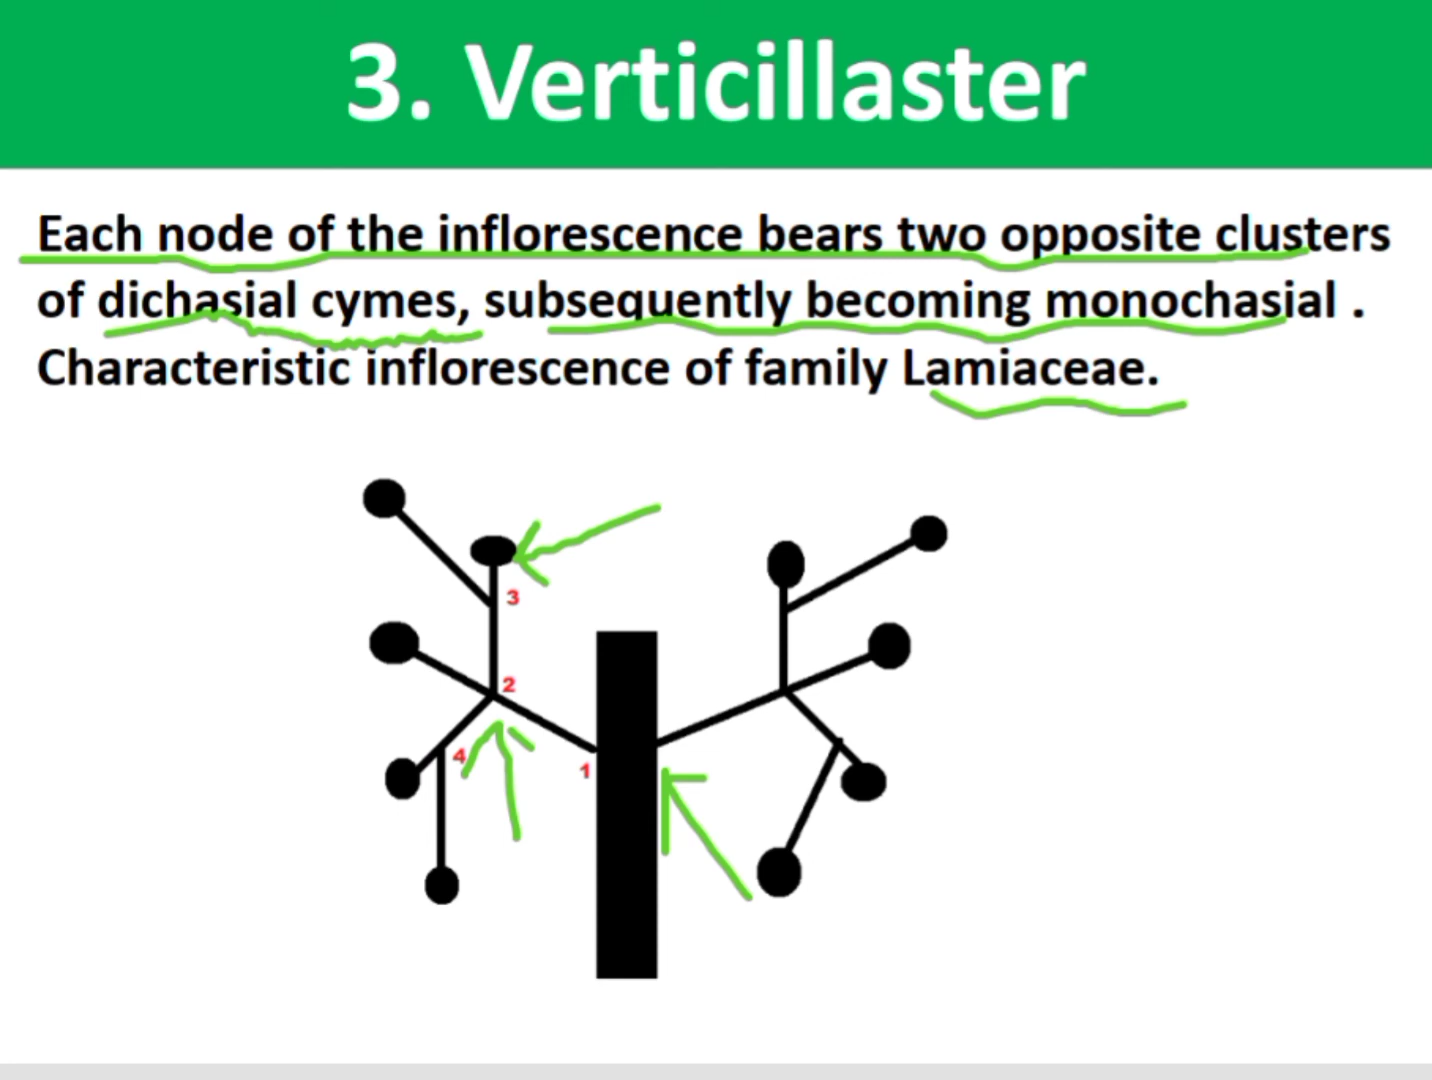 3. Verticillaster
Each node of the inflorescence bears two opposite clusters
of dichasial cymes, subsequently becoming monochasial .
Characteristic inflorescence of family Lamiaceae.
3
2
4
1